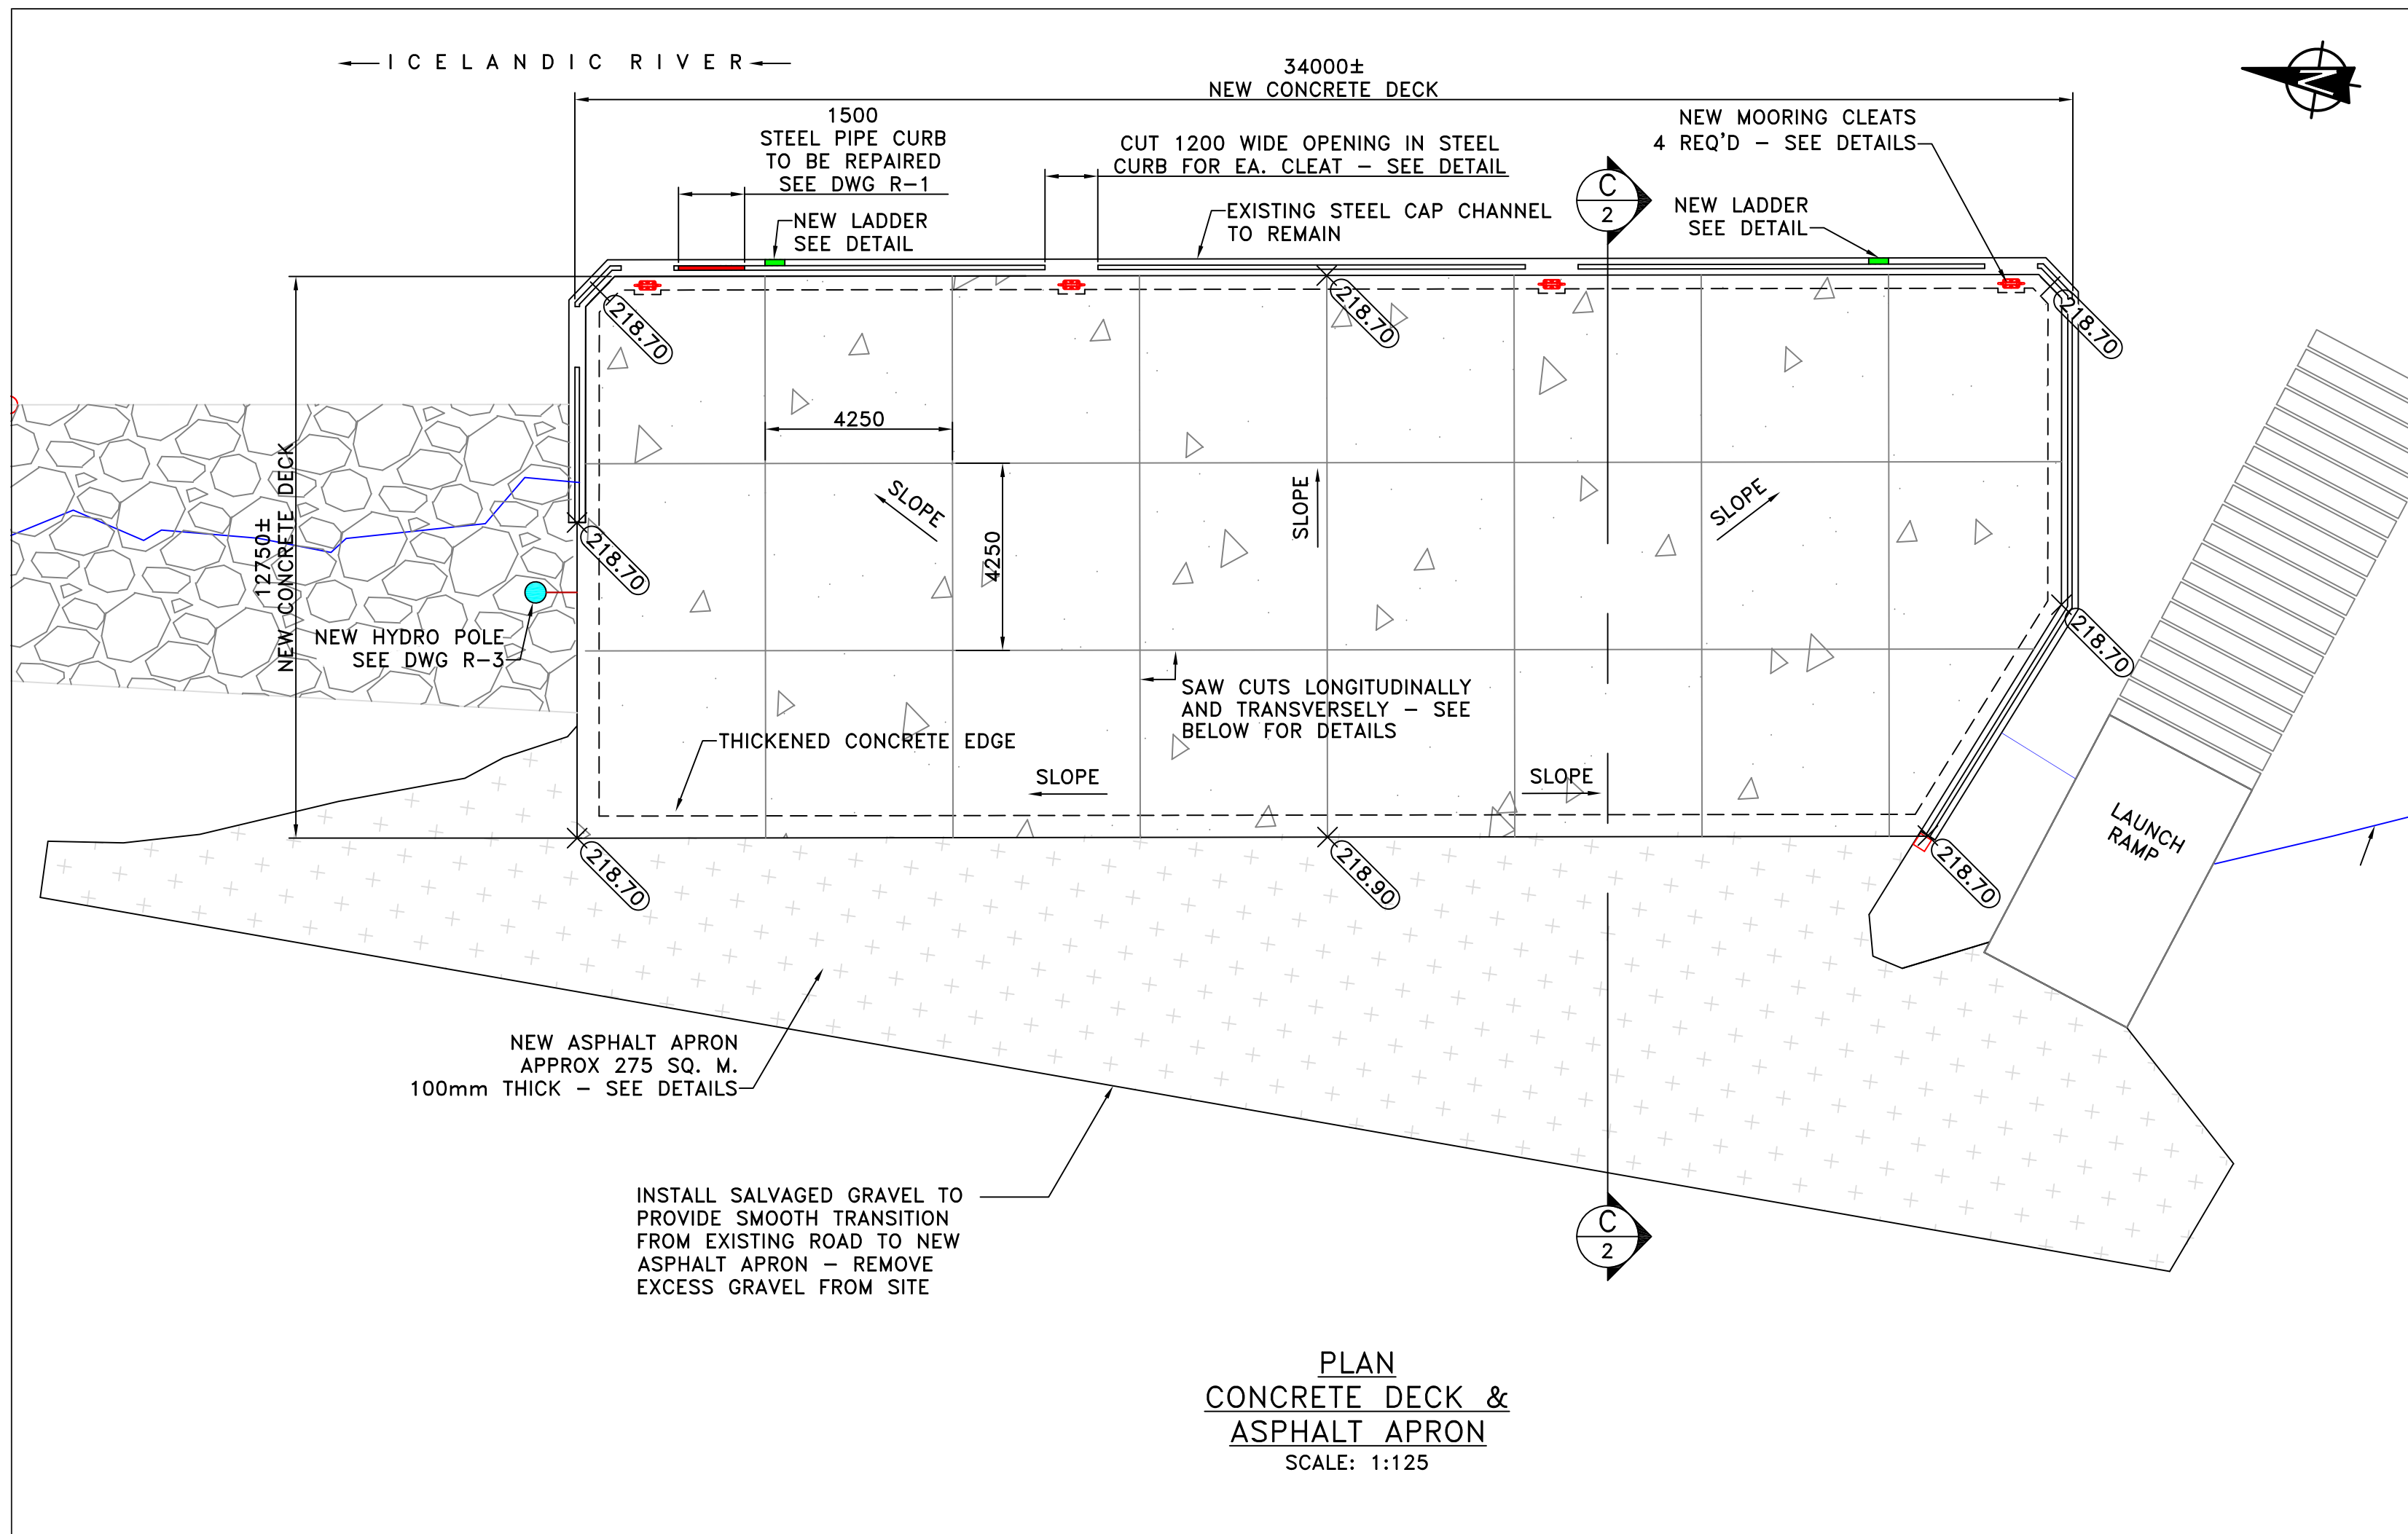 I C E L A N D I C   R I V E R
34000±
NEW CONCRETE DECK
1500
STEEL PIPE CURB
TO BE REPAIRED
SEE DWG R-1
CUT 1200 WIDE OPENING IN STEEL
CURB FOR EA. CLEAT – SEE DETAIL
NEW MOORING CLEATS
4 REQ'D – SEE DETAILS
N
C
2
NEW LADDER
SEE DETAIL
EXISTING STEEL CAP CHANNEL
TO REMAIN
NEW LADDER
SEE DETAIL
218.70
218.70
218.70
4250
SLOPE
SLOPE
SLOPE
12750±
NEW CONCRETE DECK
218.70
4250
218.70
NEW HYDRO POLE
SEE DWG R-3
SAW CUTS LONGITUDINALLY
AND TRANSVERSELY – SEE
BELOW FOR DETAILS
THICKENED CONCRETE EDGE
SLOPE
SLOPE
LAUNCH
RAMP
218.70
218.90
218.70
NEW ASPHALT APRON
APPROX 275 SQ. M.
100mm THICK – SEE DETAILS
INSTALL SALVAGED GRAVEL TO
PROVIDE SMOOTH TRANSITION
FROM EXISTING ROAD TO NEW
ASPHALT APRON – REMOVE
EXCESS GRAVEL FROM SITE
C
2
PLAN
CONCRETE DECK &
ASPHALT APRON
SCALE: 1:125